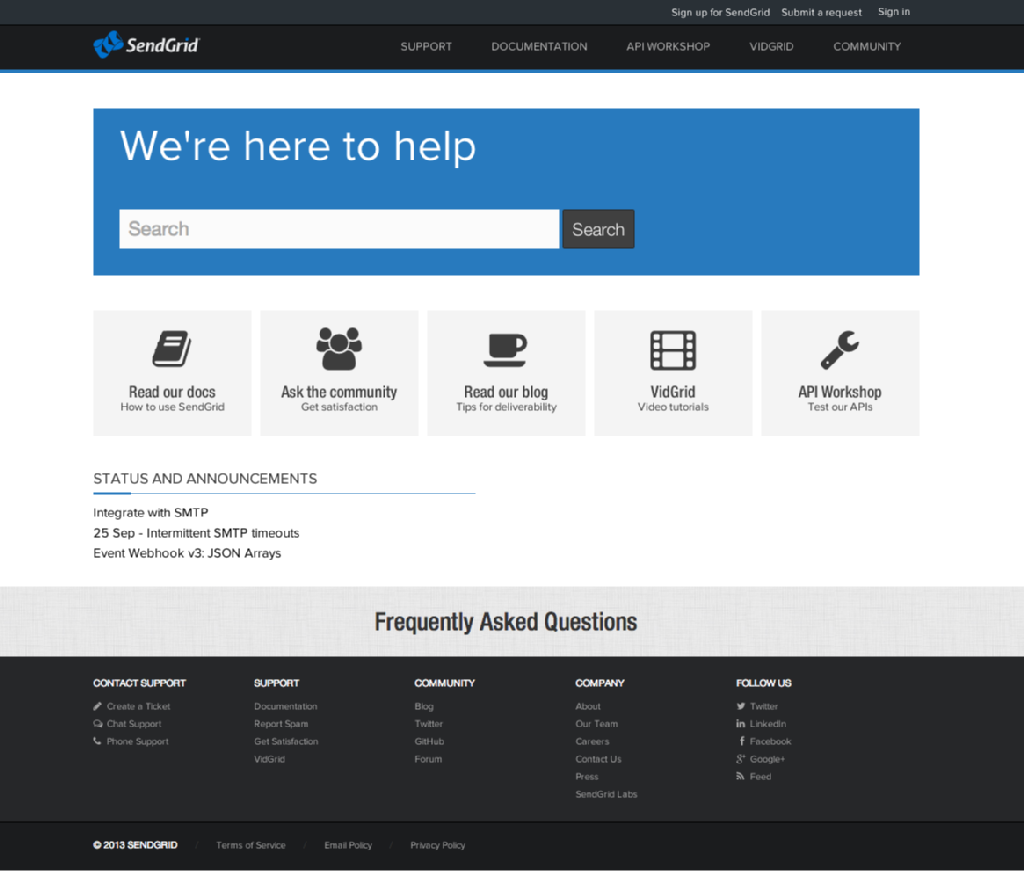 Sign up for SendGrid Submit a request Sign in
SendGrid
SUPPORT DOCUMENTATION API WORKSHOP VIDGRID COMMUNITY
We're here to help
Search Search
Read our docs
How to use SendGrid
Ask the community
Get satisfaction
Read our blog
Tips for deliverability
VidGrid
Video tutorials
API Workshop
Test our APIs
STATUS AND ANNOUNCEMENTS
Integrate with SMTP
25 Sep - Intermittent SMTP timeouts
Event Webhook v3: JSON Arrays
Frequently Asked Questions
CONTACT SUPPORT
Create a Ticket
Chat Support
Phone Support
SUPPORT
Documentation
Report Spam
Get Satisfaction
VidGrid
COMMUNITY
Blog
Twitter
GitHub
Forum
COMPANY
About
Our Team
Careers
Contact Us
Press
SendGrid Labs
FOLLOW US
Twitter
LinkedIn
Facebook
Google+
Feed
© 2013 SENDGRID / Terms of Service / Email Policy / Privacy Policy